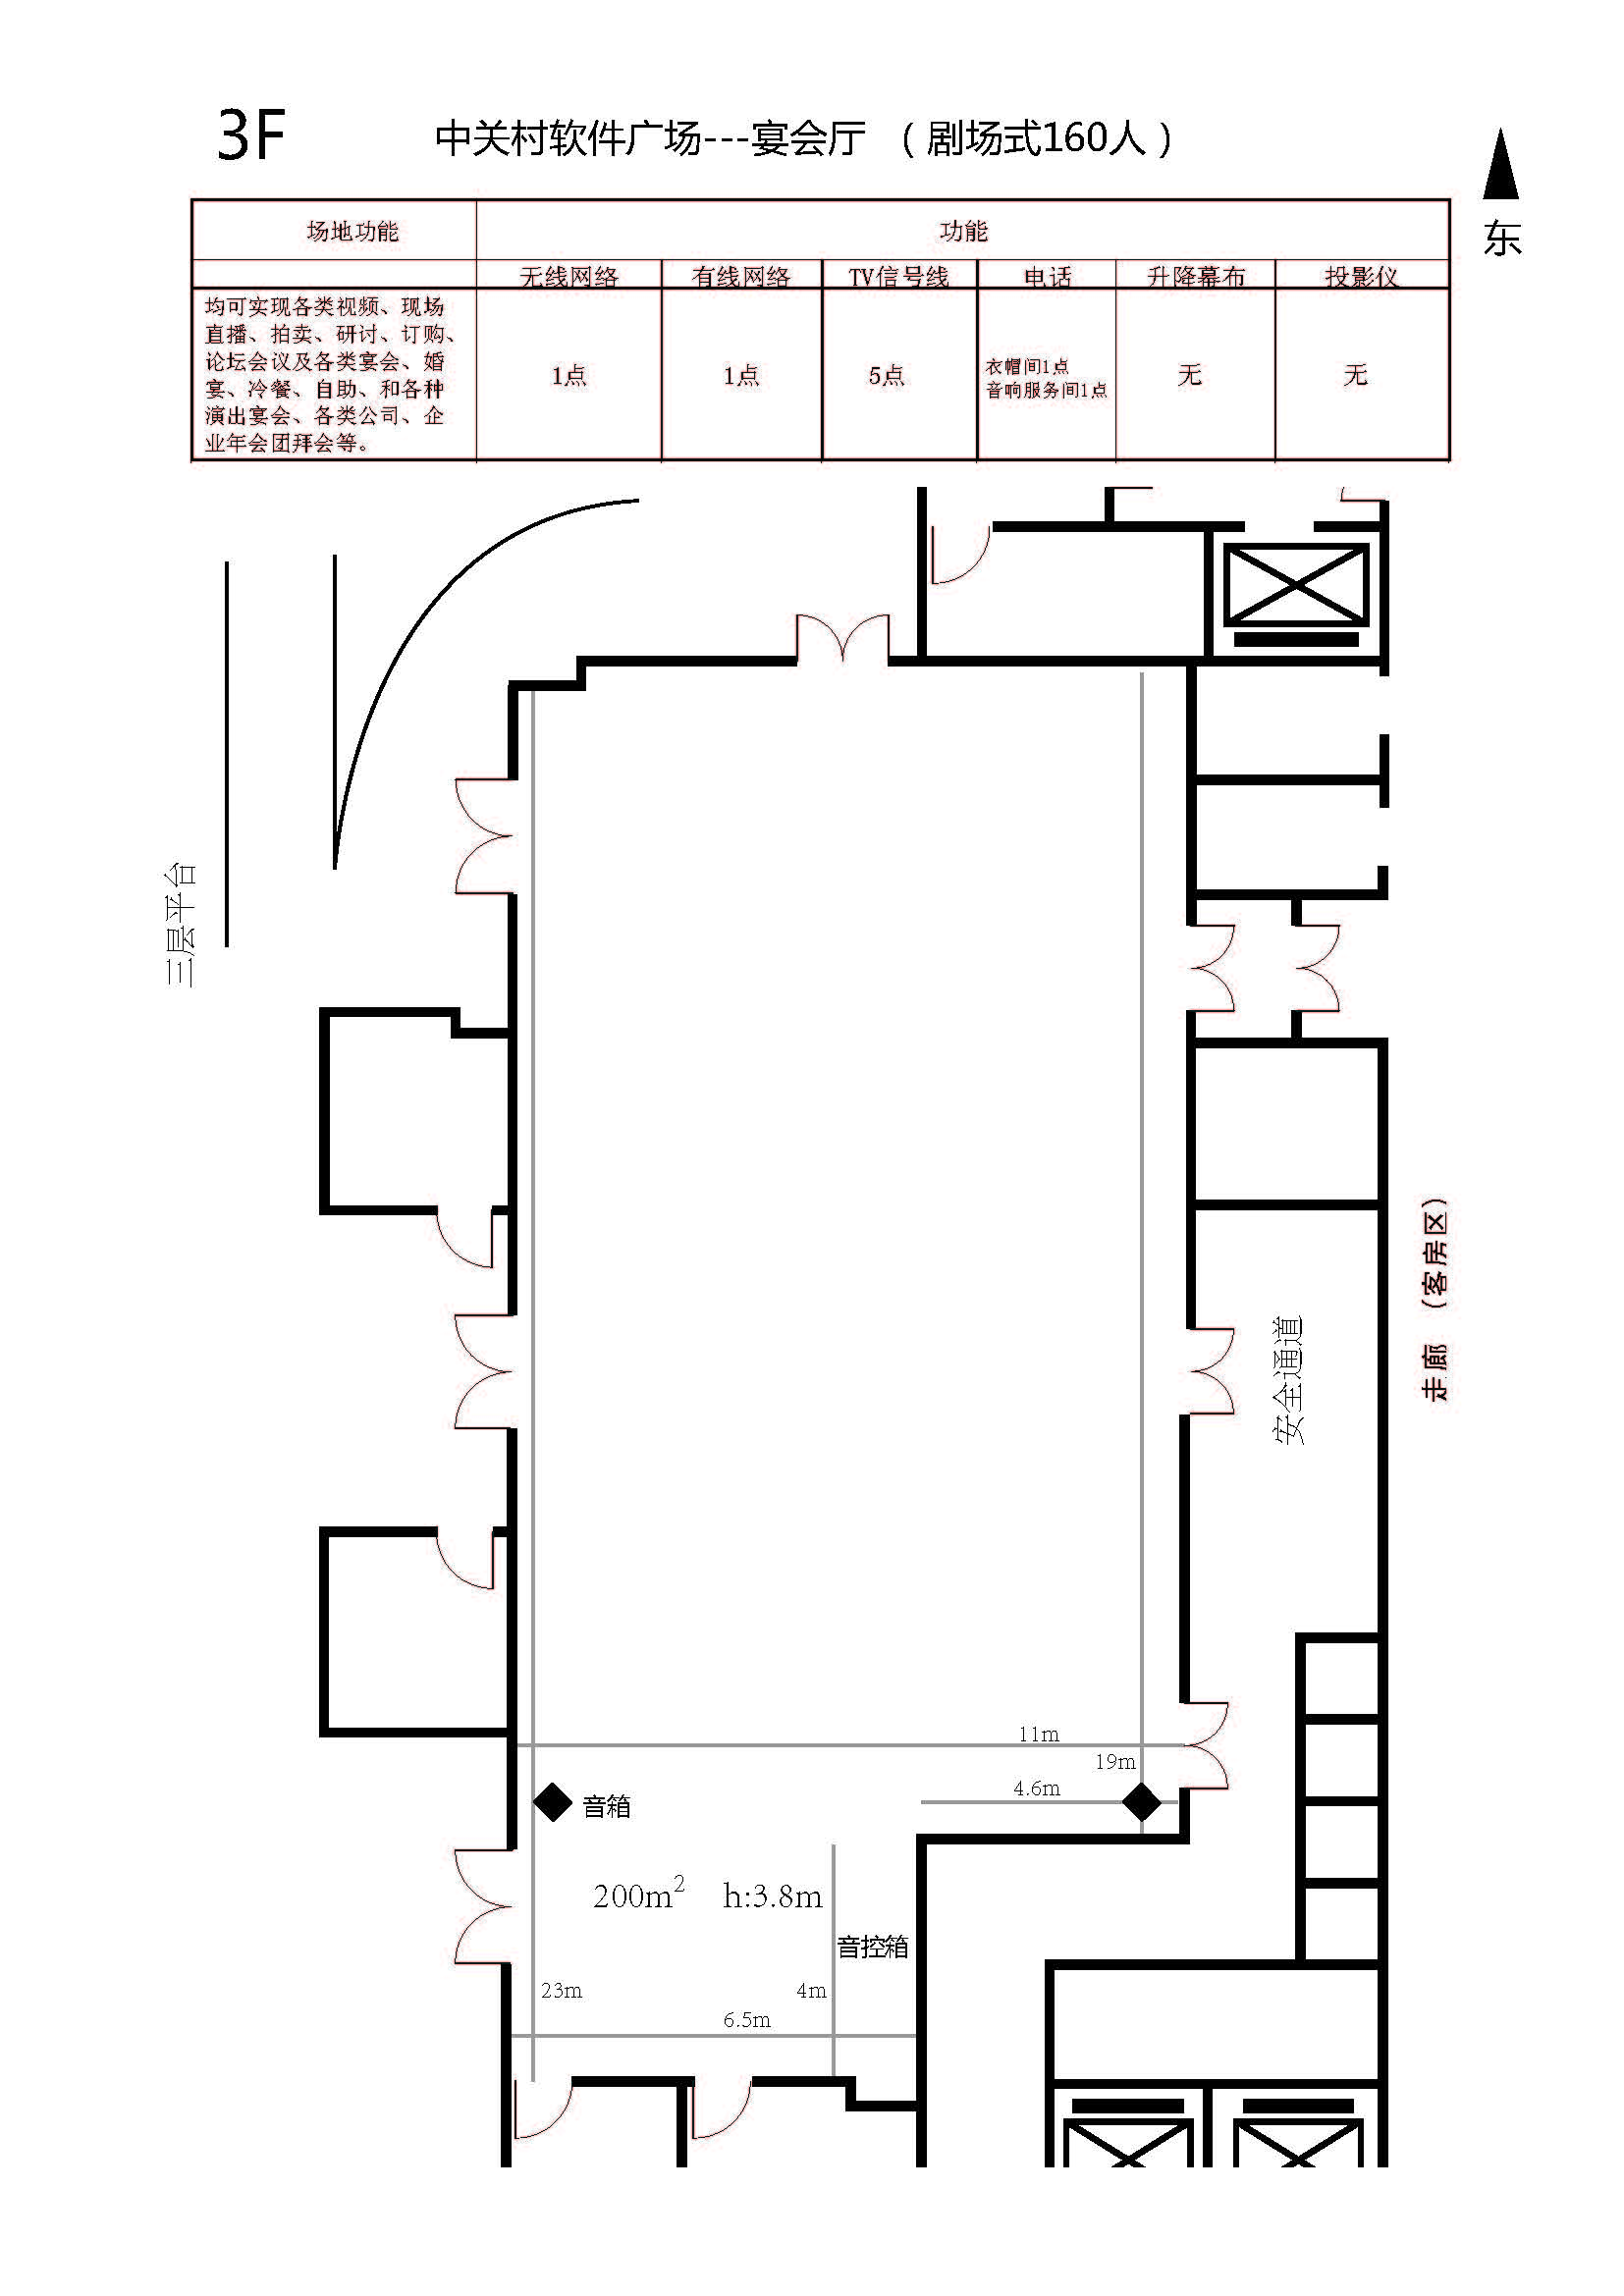 3F
中关村软件广场---宴会厅 （剧场式160人）
东
场地功能
功能
无线网络
有线网络
TV信号线
电话
升降幕布
投影仪
均可实现各类视频、现场
直播、拍卖、研讨、订购、
论坛会议及各类宴会、婚
宴、冷餐、自助、和各种
演出宴会、各类公司、企
业年会团拜会等。
1点
1点
5点
衣帽间1点
音响服务间1点
无
无
三层平台
走廊 （客房区）
安全通道
11m
19m
4.6m
音箱
200m² h:3.8m
音控箱
23m
4m
6.5m